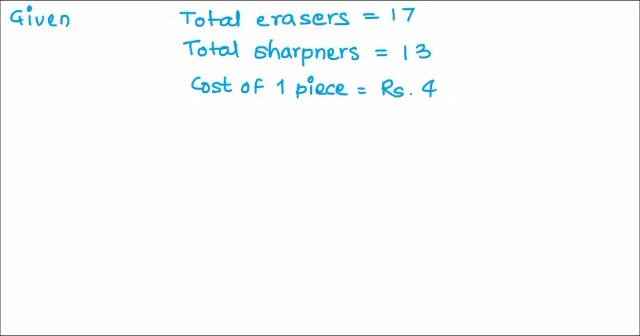 Given Total erasers = 17
Total sharpners = 13
Cost of 1 piece = Rs. 4